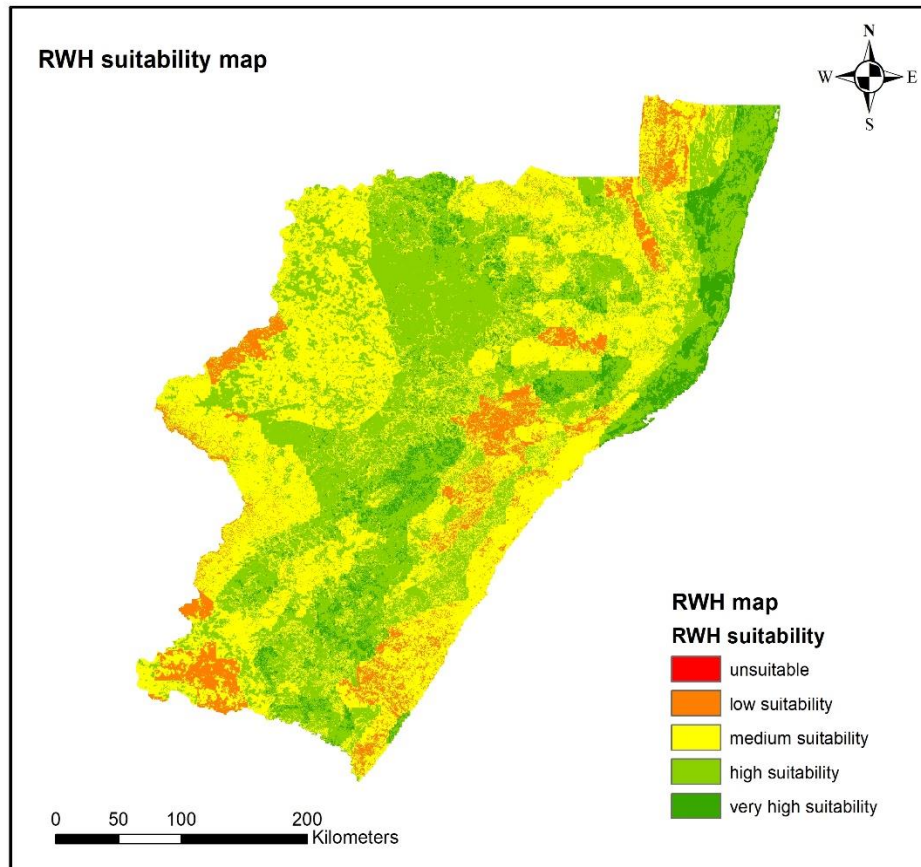 RWH suitability map
N
W E
S
RWH map
RWH suitability
unsuitable
low suitability
medium suitability
high suitability
very high suitability
0 50 100 200
Kilometers